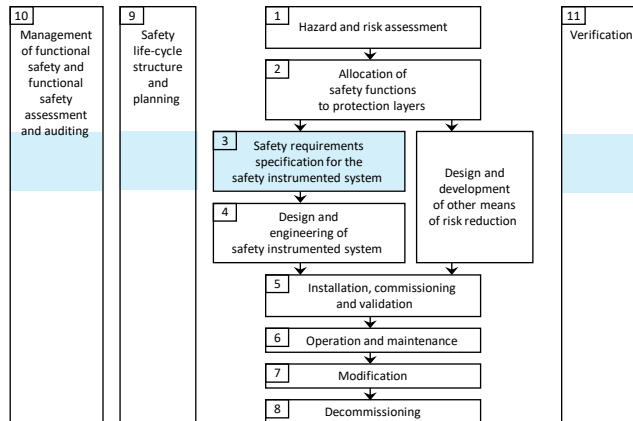 10
Management
of functional
safety and
functional
safety
assessment
and auditing
9
Safety
life-cycle
structure
and
planning
1
Hazard and risk assessment
2
Allocation of
safety functions
to protection layers
3
Safety requirements
specification for the
safety instrumented system
4
Design and
engineering of
safety instrumented system
Design and
development
of other means
of risk reduction
5
Installation, commissioning
and validation
6
Operation and maintenance
7
Modification
8
Decommissioning
11
Verification